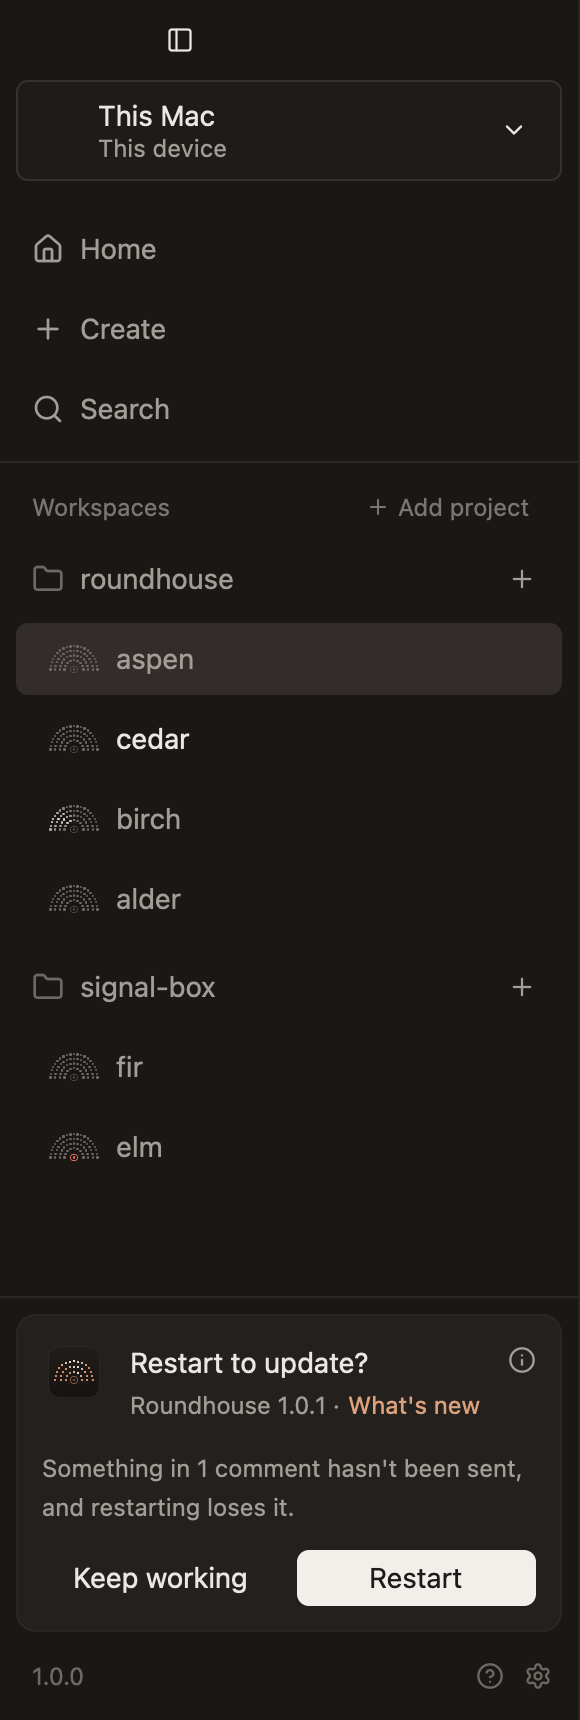 This Mac
This device
Home
Create
Search
Workspaces
Add project
roundhouse
aspen
cedar
birch
alder
signal-box
fir
elm
Restart to update?
Roundhouse 1.0.1 · What's new
Something in 1 comment hasn't been sent,
and restarting loses it.
Keep working
Restart
1.0.0